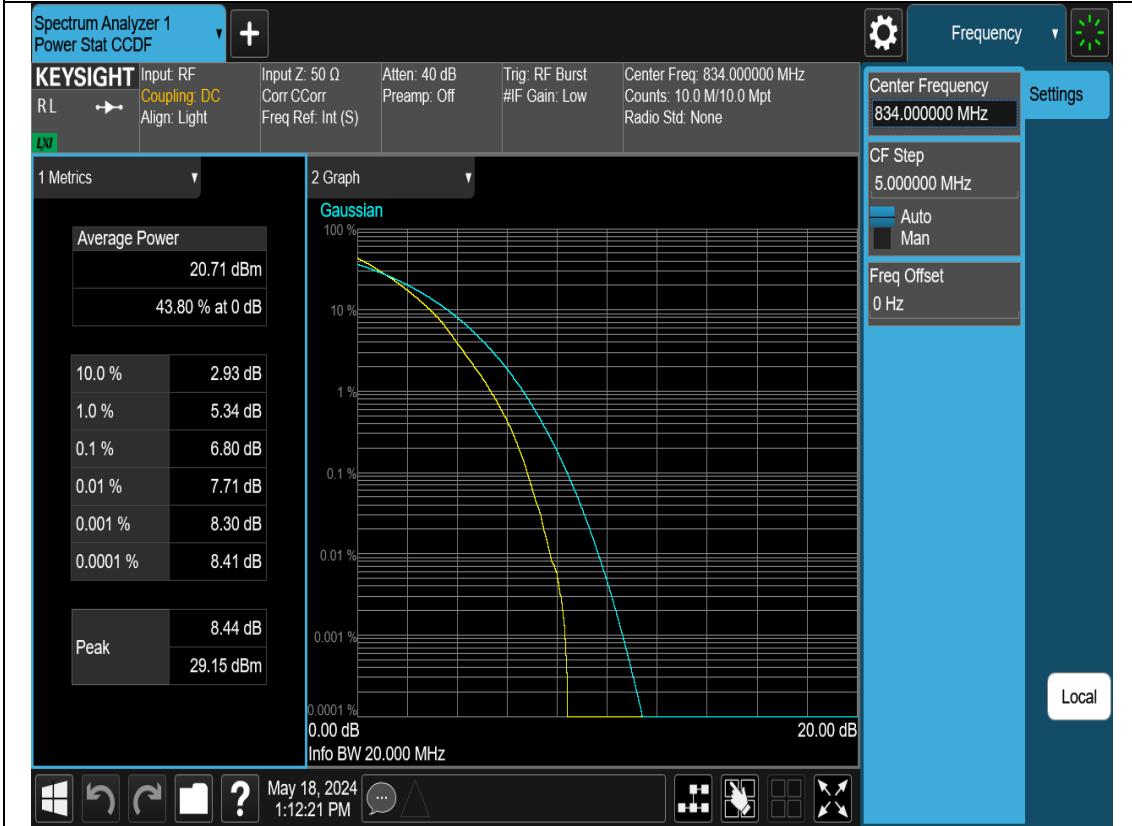 Spectrum Analyzer 1
Power Stat CCDF
Frequency
KEYSIGHT
RL
LXI
Input: RF
Coupling: DC
Align: Light
Input Z: 50 Ω
Corr CCorr
Freq Ref: Int (S)
Atten: 40 dB
Preamp: Off
Trig: RF Burst
#IF Gain: Low
Center Freq: 834.000000 MHz
Counts: 10.0 M/10.0 Mpt
Radio Std: None
Center Frequency
834.000000 MHz
Settings
CF Step
5.000000 MHz
Auto
Man
Freq Offset
0 Hz
Local
1 Metrics
Average Power
20.71 dBm
43.80 % at 0 dB
10.0 % 2.93 dB
1.0 % 5.34 dB
0.1 % 6.80 dB
0.01 % 7.71 dB
0.001 % 8.30 dB
0.0001 % 8.41 dB
Peak 8.44 dB
29.15 dBm
2 Graph
Gaussian
100 %
10 %
1 %
0.1 %
0.01 %
0.001 %
0.0001 %
0.00 dB 20.00 dB
Info BW 20.000 MHz
?
May 18, 2024
1:12:21 PM